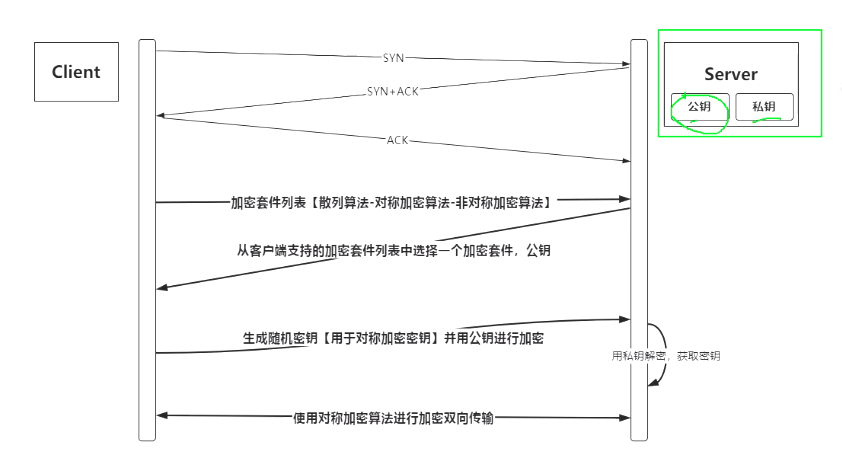 Client
Server
公钥
私钥
SYN
SYN+ACK
ACK
加密套件列表【散列算法-对称加密算法-非对称加密算法】
从客户端支持的加密套件列表中选择一个加密套件，公钥
生成随机密钥【用于对称加密密钥】并用公钥进行加密
用私钥解密，获取密钥
使用对称加密算法进行加密双向传输